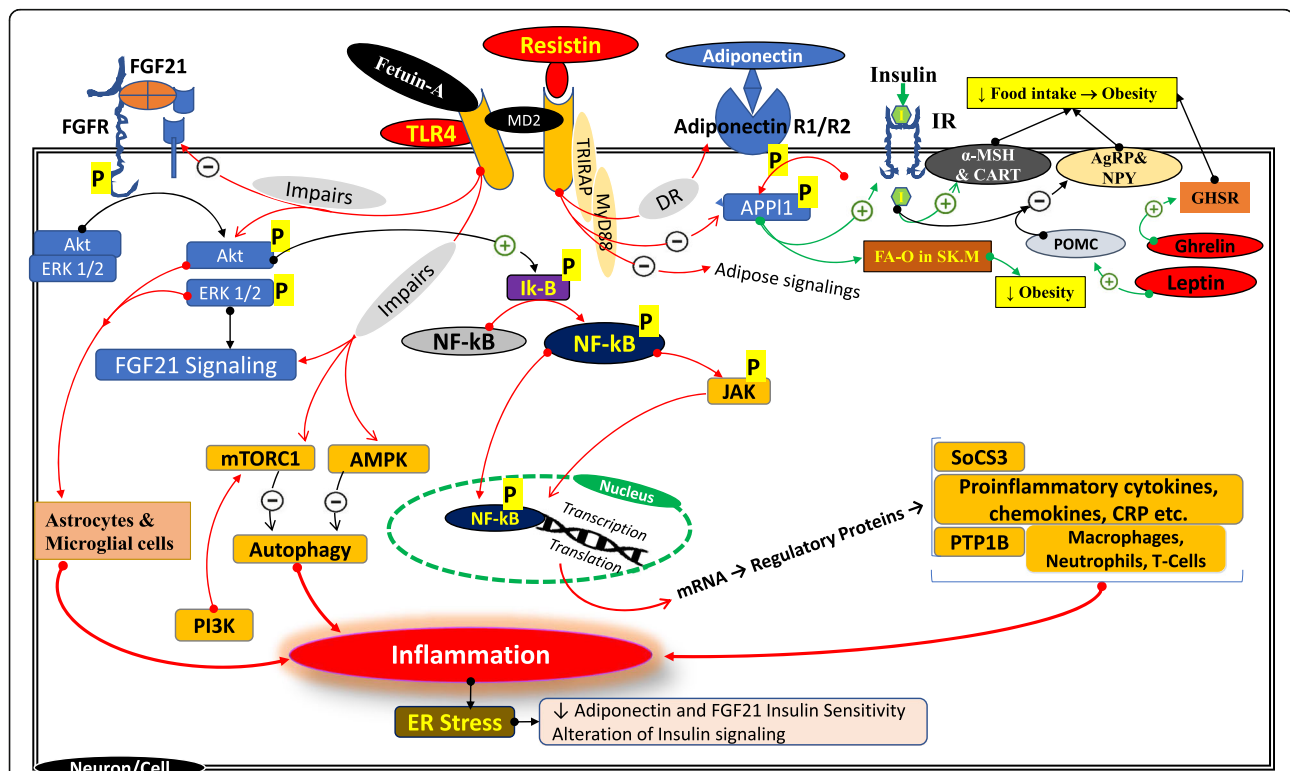 FGF21
FGFR
Fetuin-A
TLR4
MD2
Resistin
TRIRAP
MyD88
Adiponectin
Adiponectin R1/R2
Insulin
I
IR
↓ Food intake → Obesity
α-MSH
& CART
AgRP&
NPY
GHSR
Ghrelin
Leptin
POMC
I
P
P
P
APPl1
DR
Impairs
Impairs
−
−
−
−
+
+
+
+
+
Akt
ERK 1/2
Akt
P
ERK 1/2
P
FGF21 Signaling
Ik-B
P
NF-kB
NF-kB
P
JAK
P
Adipose signalings
FA-O in SK.M
↓ Obesity
mTORC1
AMPK
−
−
Autophagy
PI3K
Astrocytes &
Microglial cells
Nucleus
P
NF-kB
Transcription
Translation
mRNA → Regulatory Proteins →
SoCS3
Proinflammatory cytokines,
chemokines, CRP etc.
PTP1B
Macrophages,
Neutrophils, T-Cells
Inflammation
ER Stress
↓ Adiponectin and FGF21 Insulin Sensitivity
Alteration of Insulin signaling
Neuron/Cell